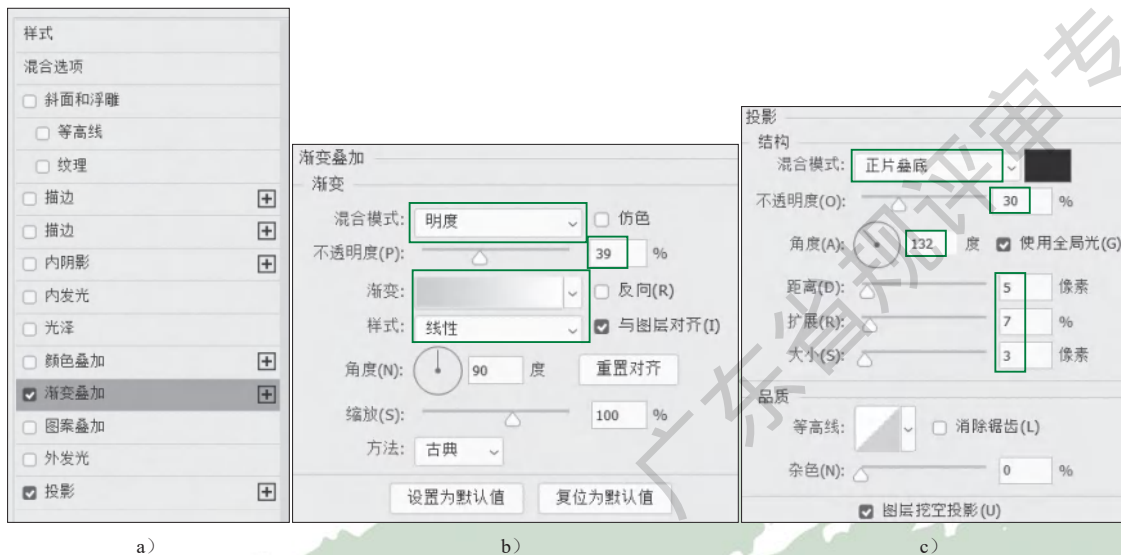 样式
混合选项
斜面和浮雕
等高线
纹理
描边
描边
内阴影
内发光
光泽
颜色叠加
渐变叠加
图案叠加
外发光
投影
a）
渐变叠加
渐变
混合模式: 明度 仿色
不透明度(P): 39 %
渐变: 反向(R)
样式: 线性 与图层对齐(I)
角度(N): 90 度 重置对齐
缩放(S): 100 %
方法: 古典
设置为默认值 复位为默认值
b）
投影
结构
混合模式: 正片叠底
不透明度(O): 30 %
角度(A): 132 度 使用全局光(G)
距离(D): 5 像素
扩展(R): 7 %
大小(S): 3 像素
品质
等高线: 消除锯齿(L)
杂色(N): 0 %
图层挖空投影(U)
c）
广东省规评审专